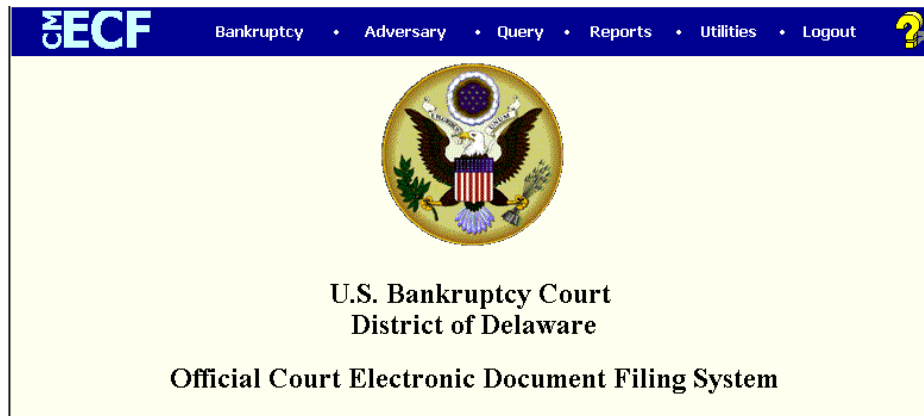 CM ECF Bankruptcy • Adversary • Query • Reports • Utilities • Logout ?
UNUM
U.S. Bankruptcy Court
District of Delaware
Official Court Electronic Document Filing System